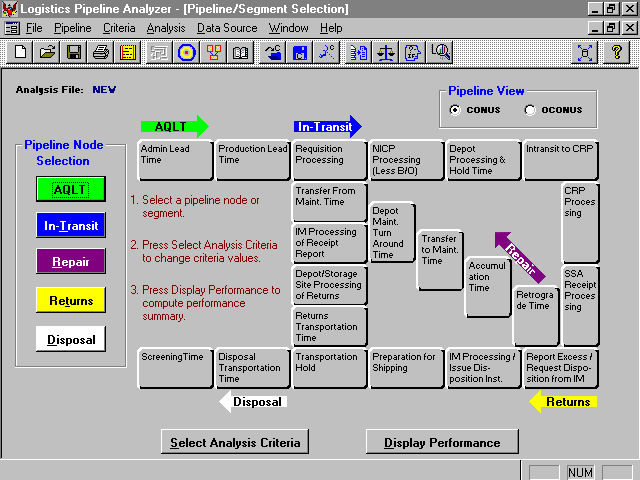 Logistics Pipeline Analyzer - [Pipeline/Segment Selection]
File Pipeline Criteria Analysis Data Source Window Help
Analysis File: NEW
Pipeline View
CONUS OCONUS
AQLT
In-Transit
Pipeline Node
Selection
AQLT
In-Transit
Repair
Returns
Disposal
Admin Lead
Time
Production Lead
Time
Requisition
Processing
NICP
Processing
(Less B/O)
Depot
Processing &
Hold Time
Intransit to CRP
1. Select a pipeline node or
segment.
2. Press Select Analysis Criteria
to change criteria values.
3. Press Display Performance to
compute performance
summary.
Transfer From
Maint. Time
IM Processing
of Receipt
Report
Depot/Storage
Site Processing
of Returns
Returns
Transportation
Time
Depot
Maint.
Turn
Around
Time
Transfer
to Maint.
Time
Accumul
ation
Time
Retrogra
de Time
Repair
CRP
Proces
sing
SSA
Receipt
Proces
sing
ScreeningTime
Disposal
Transportation
Time
Transportation
Hold
Preparation for
Shipping
IM Processing /
Issue Dis-
position Inst.
Report Excess /
Request Dispo-
sition from IM
Disposal
Returns
Select Analysis Criteria
Display Performance
NUM